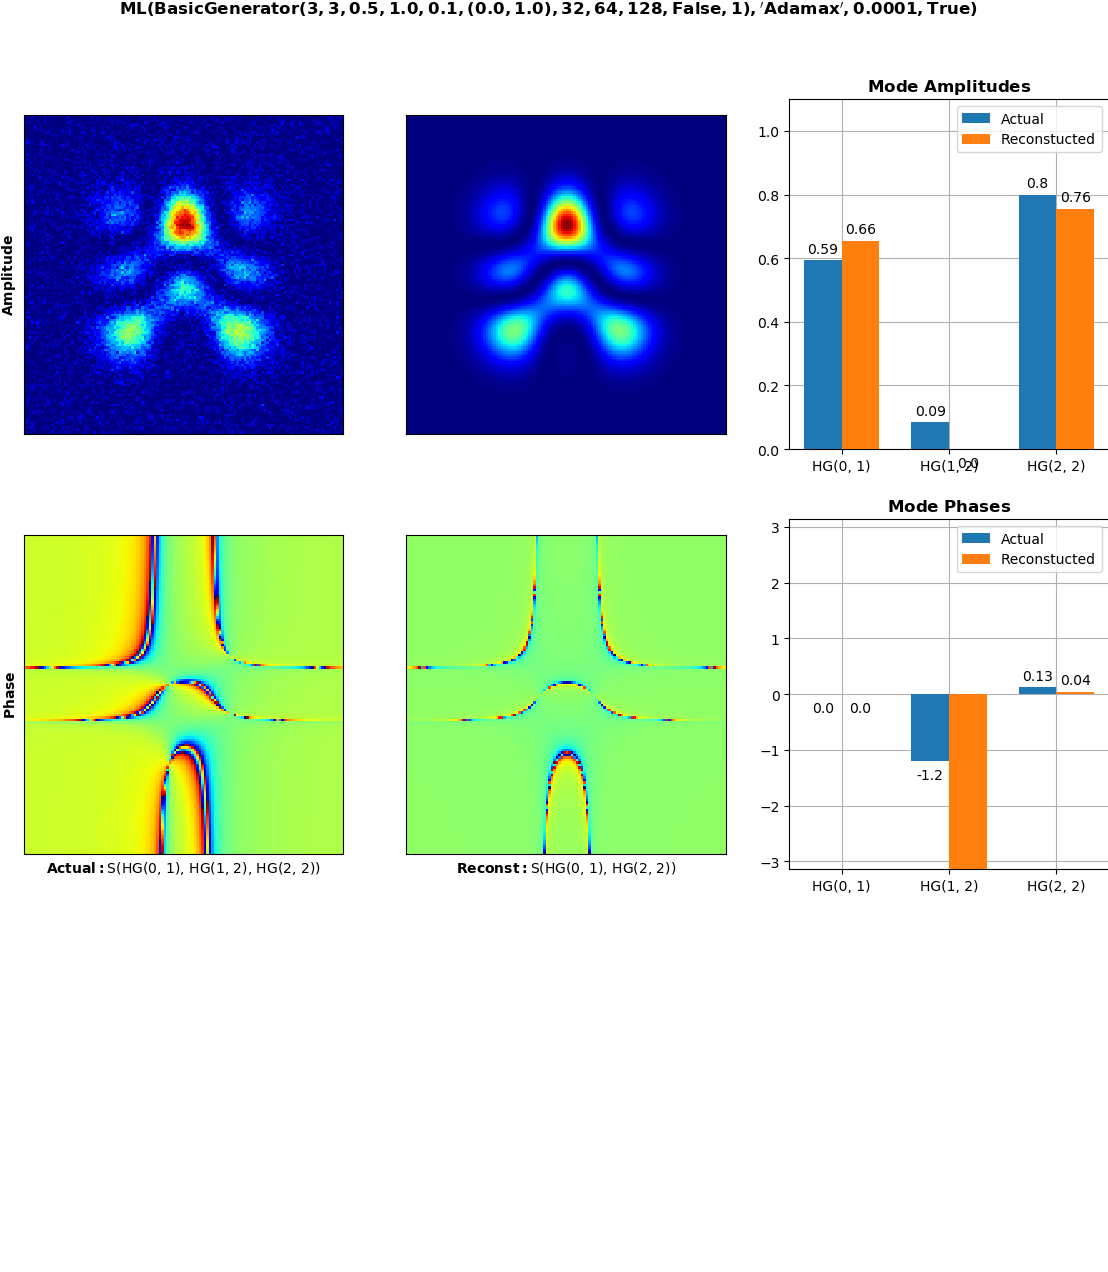 ML(BasicGenerator(3, 3, 0.5, 1.0, 0.1, (0.0, 1.0), 32, 64, 128, False, 1), 'Adamax', 0.0001, True)
Amplitude
Mode Amplitudes
Actual
Reconstucted
1.0
0.8
0.6
0.4
0.2
0.0
0.59
0.66
0.09
0.0
0.8
0.76
HG(0, 1)
HG(1, 2)
HG(2, 2)
Phase
Actual: S(HG(0, 1), HG(1, 2), HG(2, 2))
Reconst: S(HG(0, 1), HG(2, 2))
Mode Phases
Actual
Reconstucted
3
2
1
0
−1
−2
−3
0.0
0.0
-1.2
0.13
0.04
HG(0, 1)
HG(1, 2)
HG(2, 2)